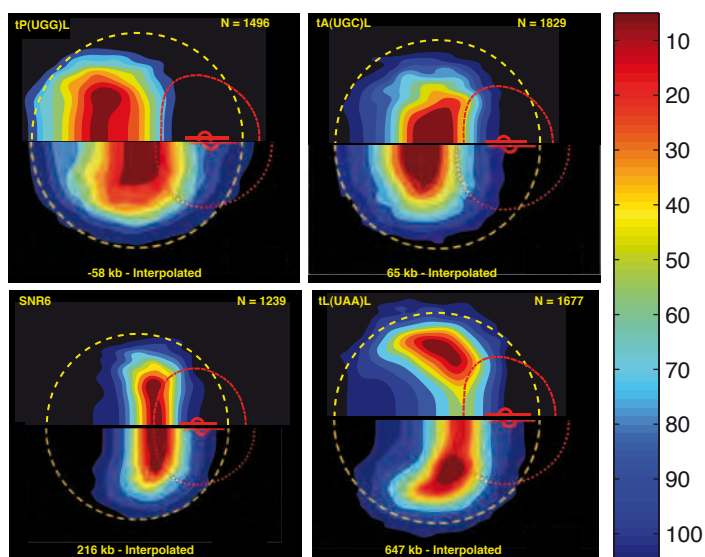 tP(UGG)L N = 1496
-58 kb - Interpolated
tA(UGC)L N = 1829
65 kb - Interpolated
SNR6 N = 1239
216 kb - Interpolated
tL(UAA)L N = 1677
647 kb - Interpolated
10
20
30
40
50
60
70
80
90
100